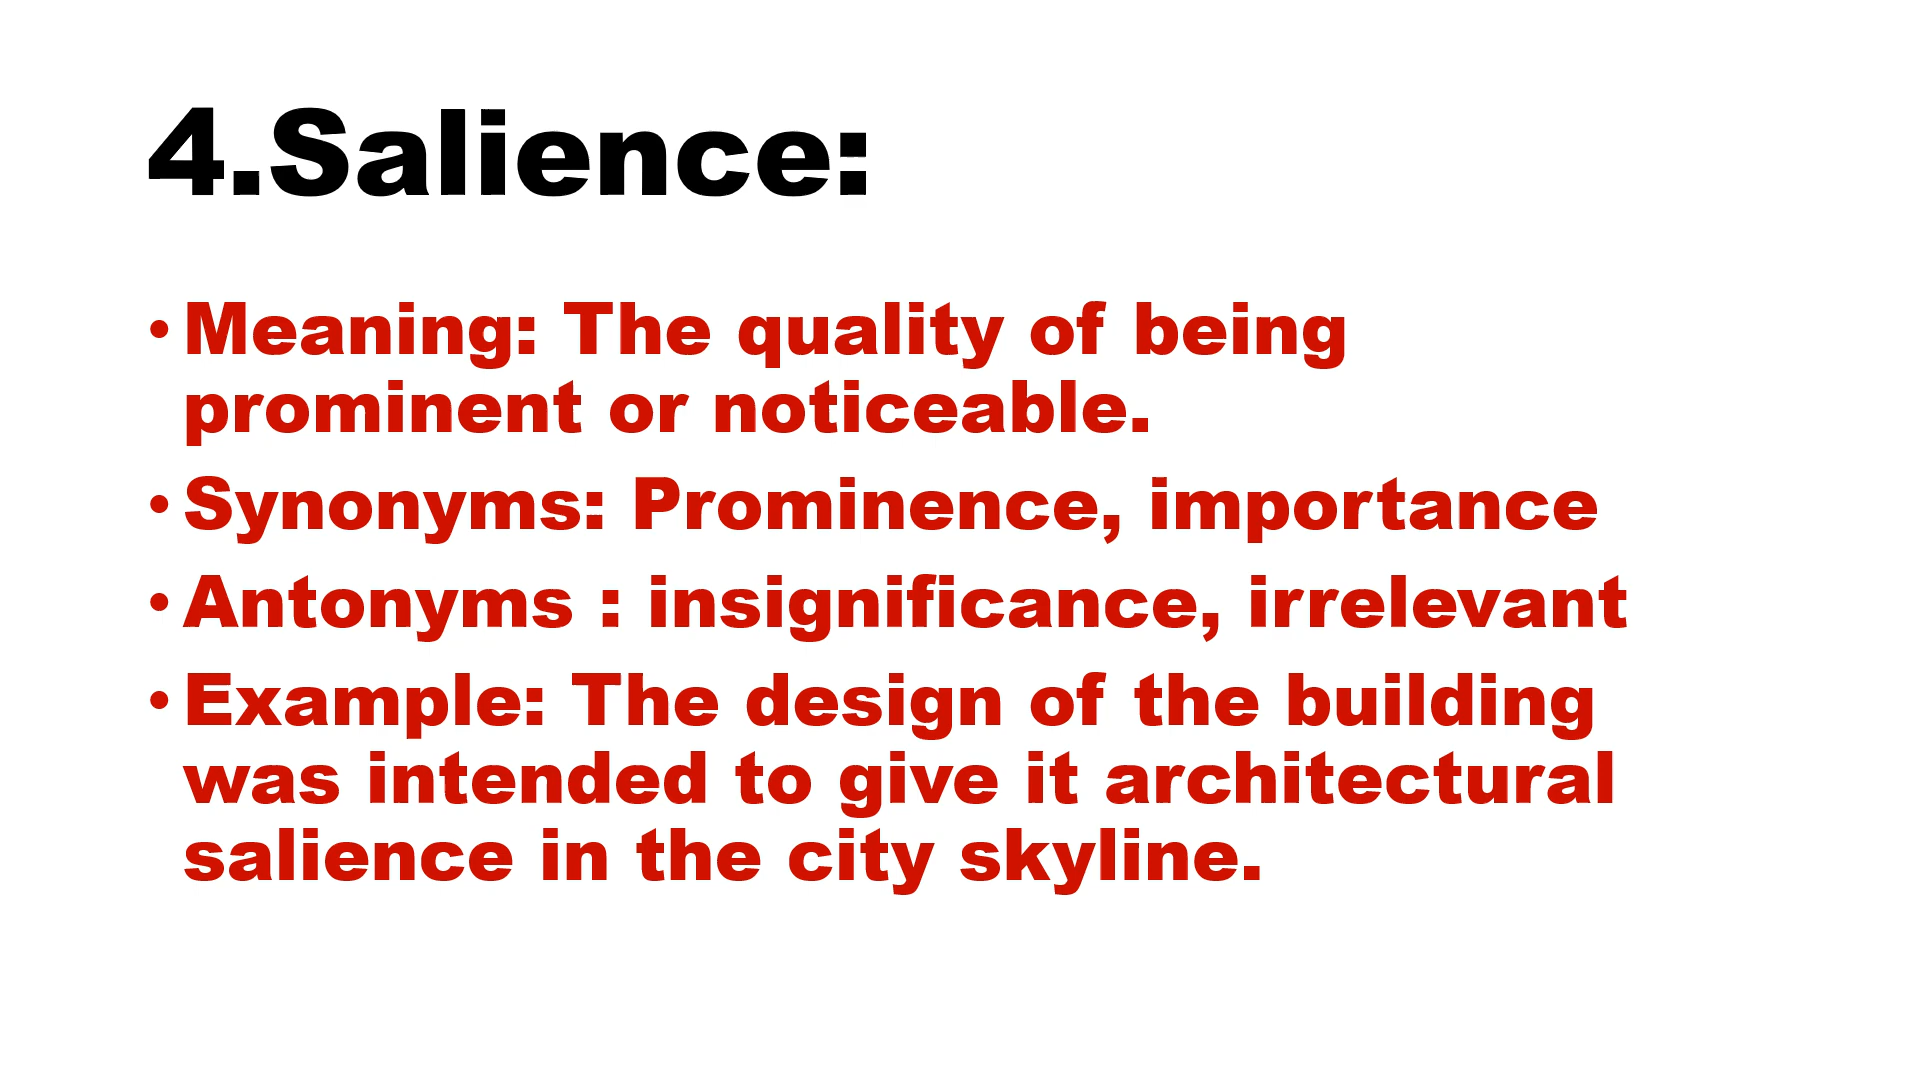 4.Salience:
• Meaning: The quality of being
prominent or noticeable.
• Synonyms: Prominence, importance
• Antonyms : insignificance, irrelevant
• Example: The design of the building
was intended to give it architectural
salience in the city skyline.